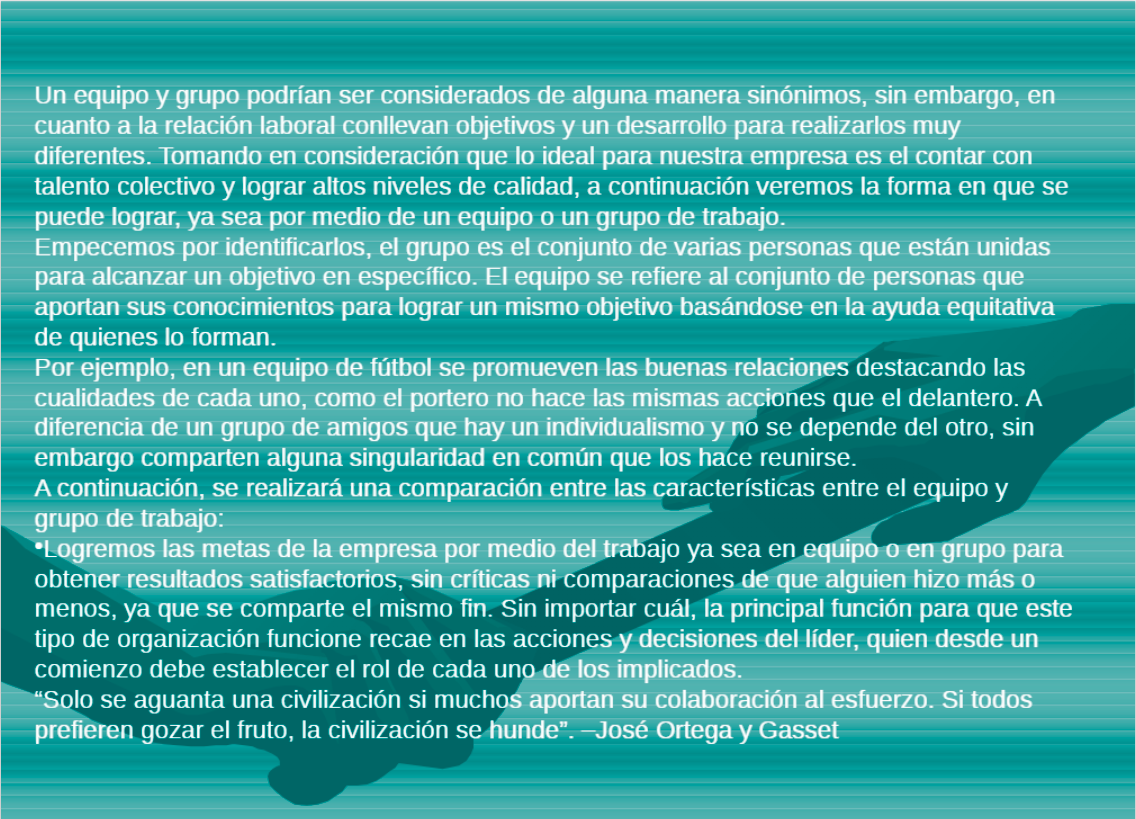 Un equipo y grupo podrían ser considerados de alguna manera sinónimos, sin embargo, en
cuanto a la relación laboral conllevan objetivos y un desarrollo para realizarlos muy
diferentes. Tomando en consideración que lo ideal para nuestra empresa es el contar con
talento colectivo y lograr altos niveles de calidad, a continuación veremos la forma en que se
puede lograr, ya sea por medio de un equipo o un grupo de trabajo.
Empecemos por identificarlos, el grupo es el conjunto de varias personas que están unidas
para alcanzar un objetivo en específico. El equipo se refiere al conjunto de personas que
aportan sus conocimientos para lograr un mismo objetivo basándose en la ayuda equitativa
de quienes lo forman.
Por ejemplo, en un equipo de fútbol se promueven las buenas relaciones destacando las
cualidades de cada uno, como el portero no hace las mismas acciones que el delantero. A
diferencia de un grupo de amigos que hay un individualismo y no se depende del otro, sin
embargo comparten alguna singularidad en común que los hace reunirse.
A continuación, se realizará una comparación entre las características entre el equipo y
grupo de trabajo:
•Logremos las metas de la empresa por medio del trabajo ya sea en equipo o en grupo para
obtener resultados satisfactorios, sin críticas ni comparaciones de que alguien hizo más o
menos, ya que se comparte el mismo fin. Sin importar cuál, la principal función para que este
tipo de organización funcione recae en las acciones y decisiones del líder, quien desde un
comienzo debe establecer el rol de cada uno de los implicados.
“Solo se aguanta una civilización si muchos aportan su colaboración al esfuerzo. Si todos
prefieren gozar el fruto, la civilización se hunde”. –José Ortega y Gasset